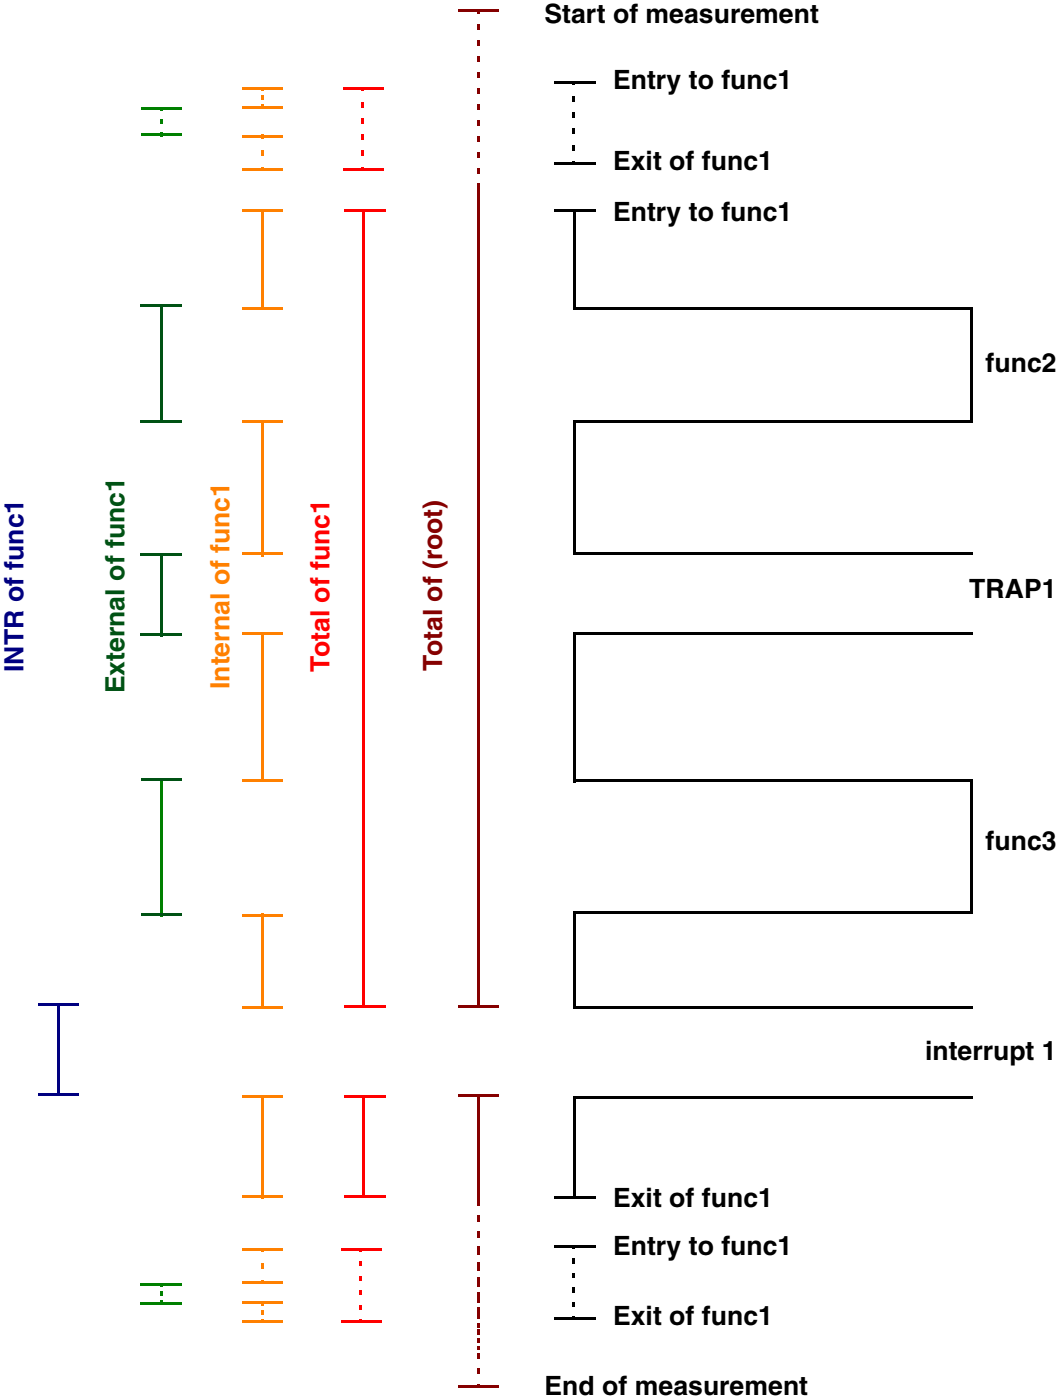 Start of measurement
Entry to func1
Exit of func1
Entry to func1
func2
INTR of func1
External of func1
Internal of func1
Total of func1
Total of (root)
TRAP1
func3
interrupt 1
Exit of func1
Entry to func1
Exit of func1
End of measurement